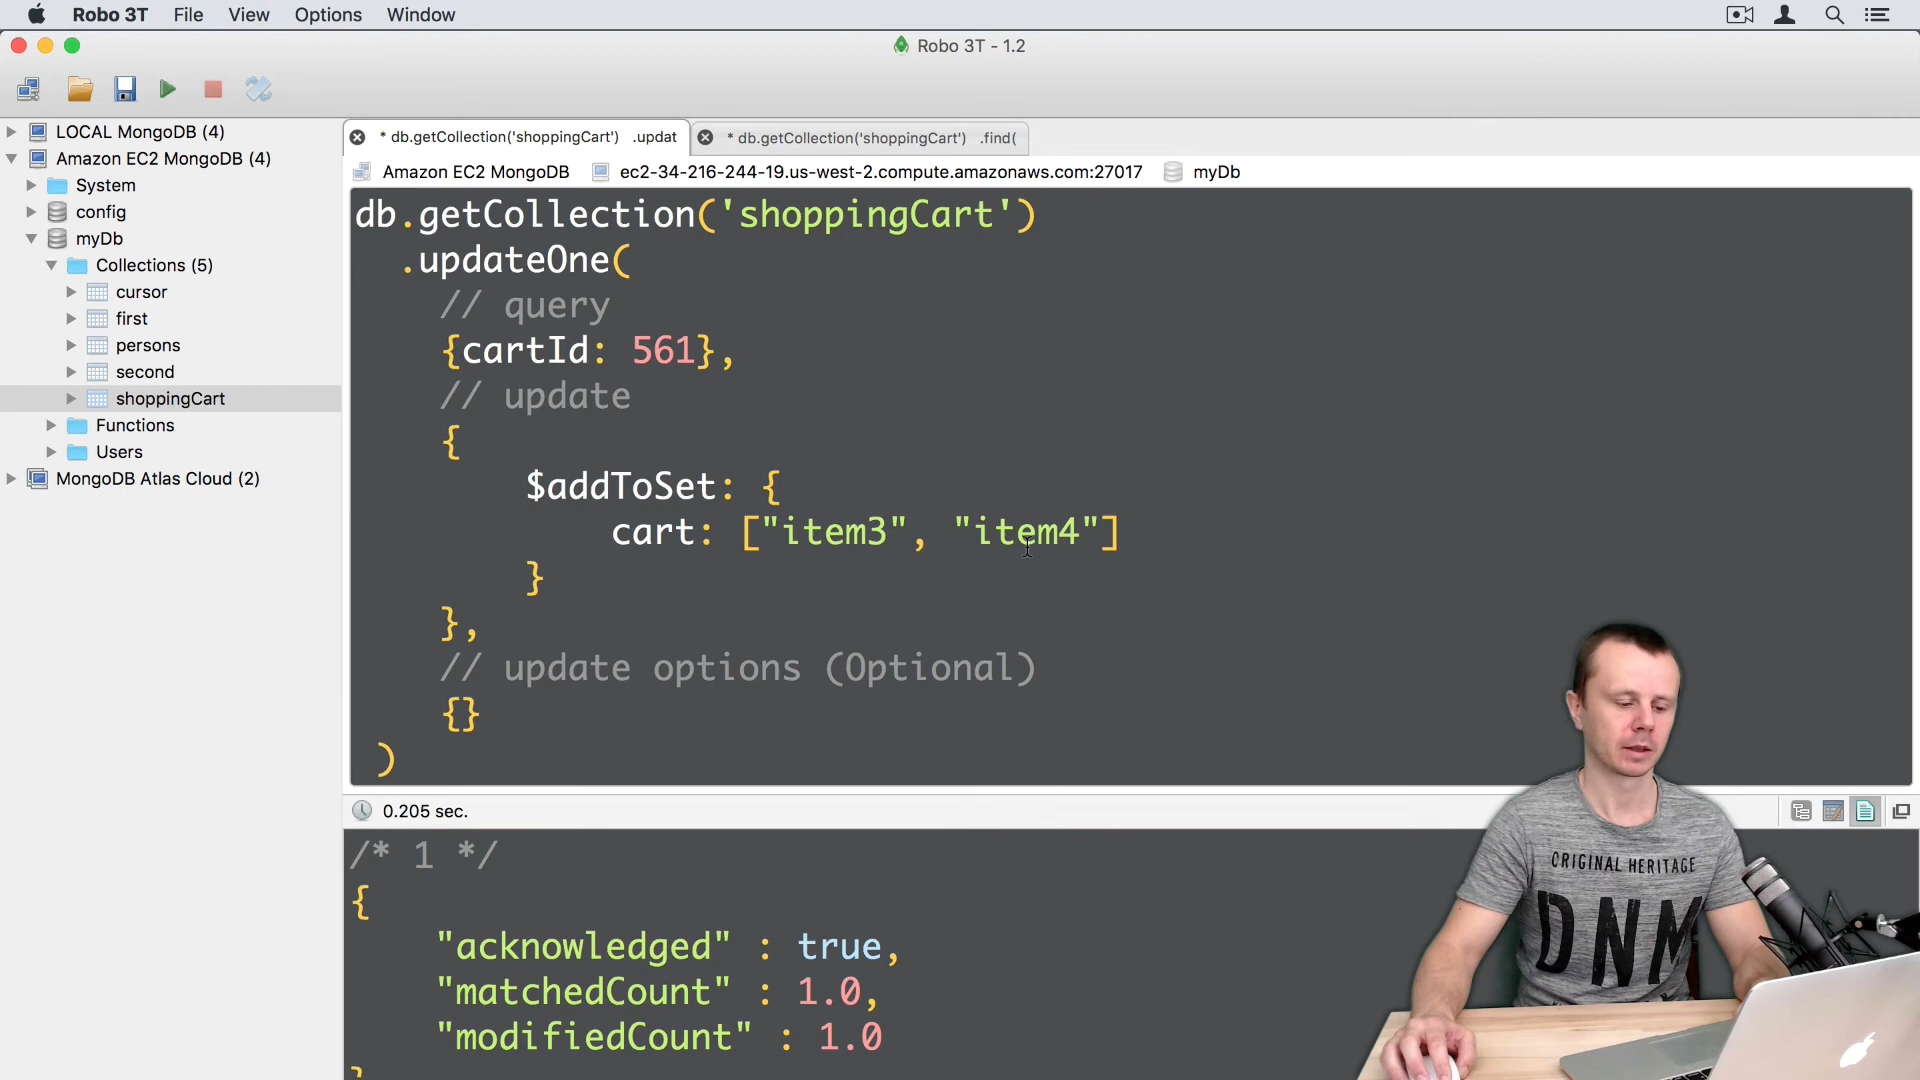 Robo 3T File View Options Window
Robo 3T - 1.2
LOCAL MongoDB (4)
Amazon EC2 MongoDB (4)
System
config
myDb
Collections (5)
cursor
first
persons
second
shoppingCart
Functions
Users
MongoDB Atlas Cloud (2)
* db.getCollection('shoppingCart') .updat
* db.getCollection('shoppingCart') .find(
Amazon EC2 MongoDB ec2-34-216-244-19.us-west-2.compute.amazonaws.com:27017 myDb
db.getCollection('shoppingCart')
.updateOne(
// query
{cartId: 561},
// update
{
$addToSet: {
cart: ["item3", "item4"]
}
},
// update options (Optional)
{}
)
0.205 sec.
/* 1 */
{
"acknowledged" : true,
"matchedCount" : 1.0,
"modifiedCount" : 1.0
}
ORIGINAL HERITAGE
DNM